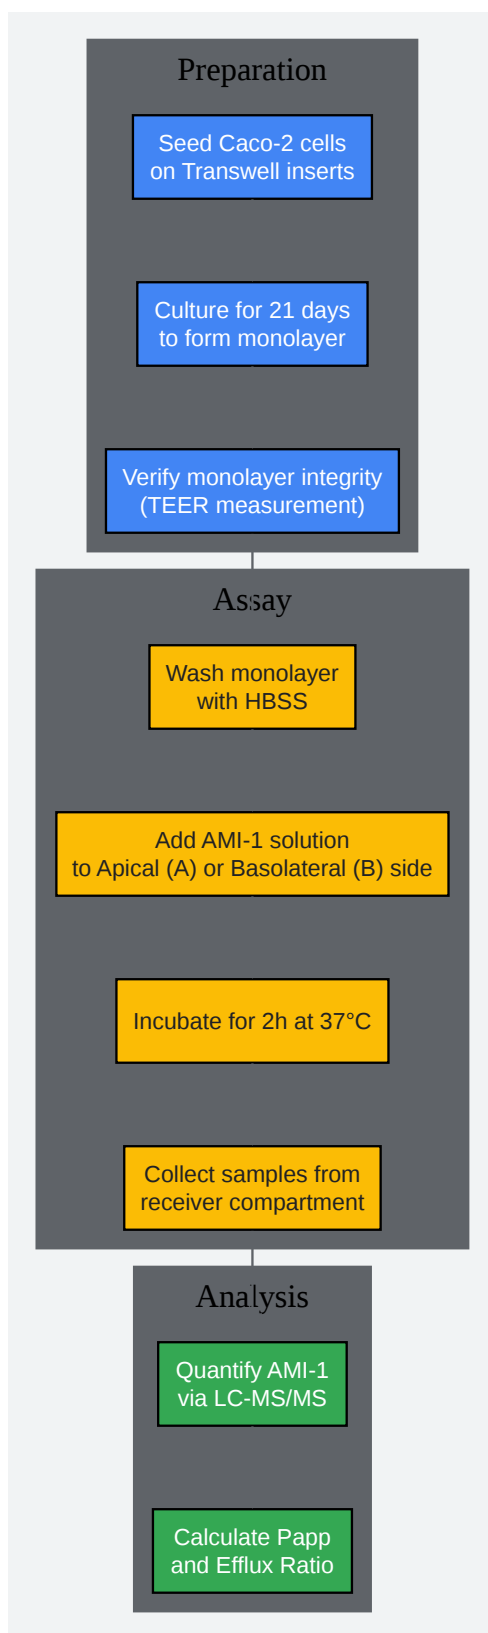 Preparation
Seed Caco-2 cells
on Transwell inserts
Culture for 21 days
to form monolayer
Verify monolayer integrity
(TEER measurement)
Assay
Wash monolayer
with HBSS
Add AMI-1 solution
to Apical (A) or Basolateral (B) side
Incubate for 2h at 37°C
Collect samples from
receiver compartment
Analysis
Quantify AMI-1
via LC-MS/MS
Calculate Papp
and Efflux Ratio